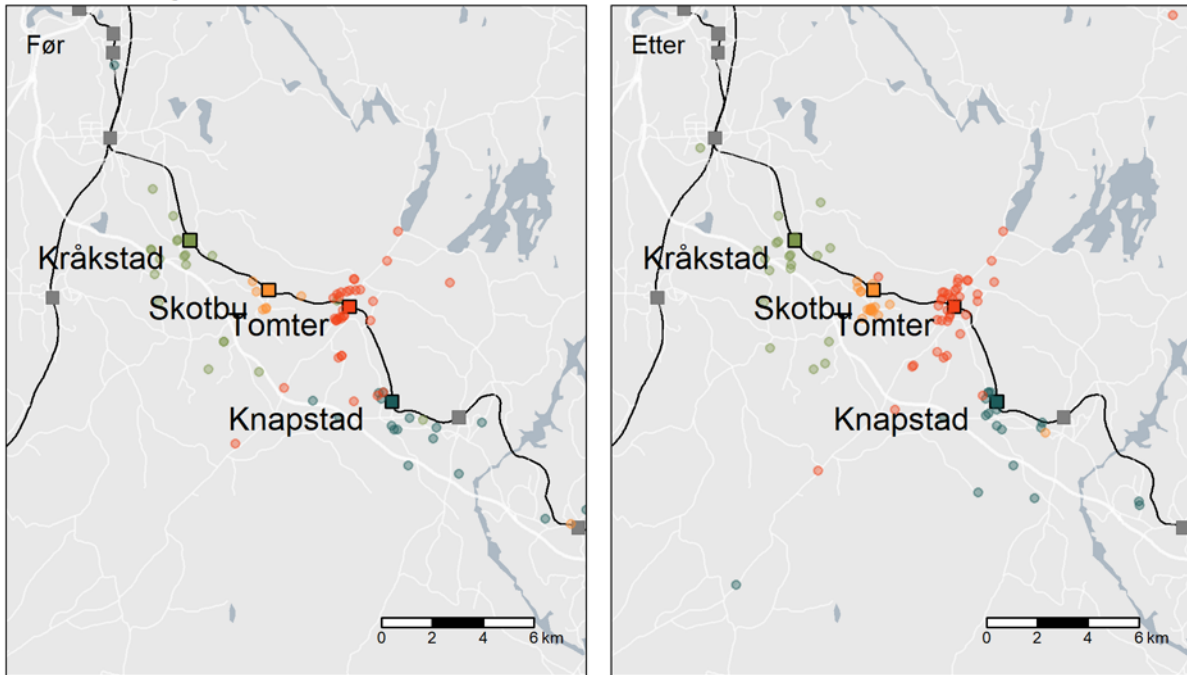 Før
Kråkstad
Skotbu
Tomter
Knapstad
0 2 4 6 km
Etter
Kråkstad
Skotbu
Tomter
Knapstad
0 2 4 6 km